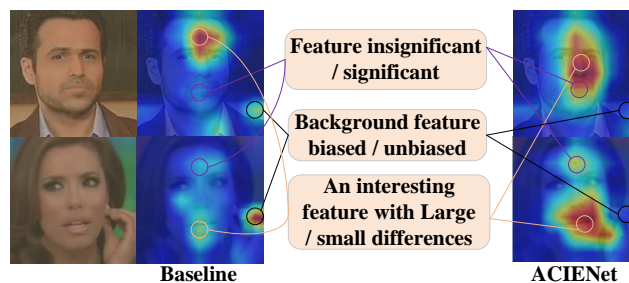 Feature insignificant
/ significant
Background feature
biased / unbiased
An interesting
feature with Large
/ small differences
Baseline
ACIENet